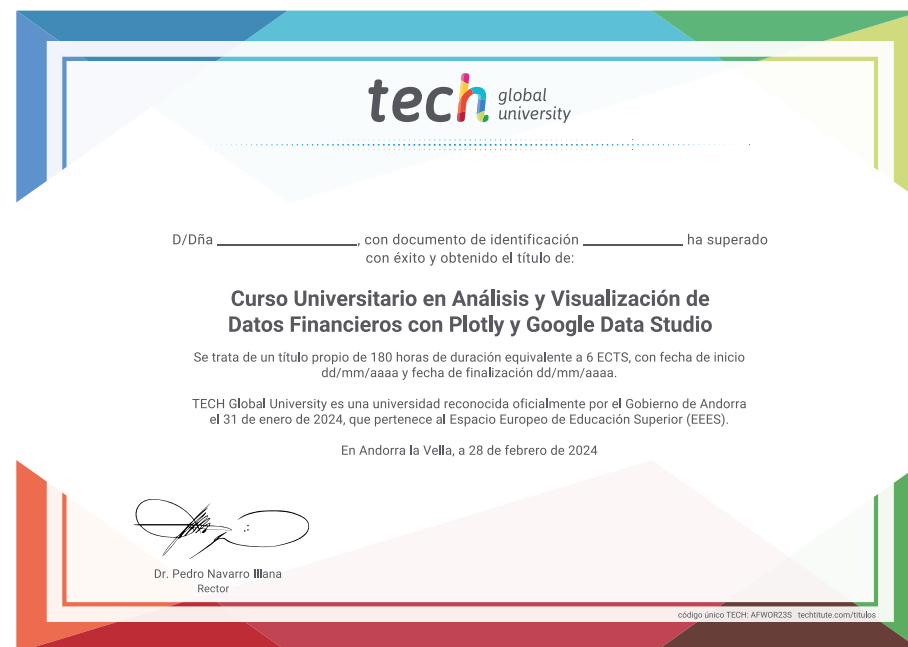 tech global university
D/Dña ____________________, con documento de identificación ______________ ha superado
con éxito y obtenido el título de:
Curso Universitario en Análisis y Visualización de
Datos Financieros con Plotly y Google Data Studio
Se trata de un título propio de 180 horas de duración equivalente a 6 ECTS, con fecha de inicio
dd/mm/aaaa y fecha de finalización dd/mm/aaaa.
TECH Global University es una universidad reconocida oficialmente por el Gobierno de Andorra
el 31 de enero de 2024, que pertenece al Espacio Europeo de Educación Superior (EEES).
En Andorra la Vella, a 28 de febrero de 2024
Dr. Pedro Navarro Illana
Rector
código único TECH: AFWOR23S techtitute.com/titulos